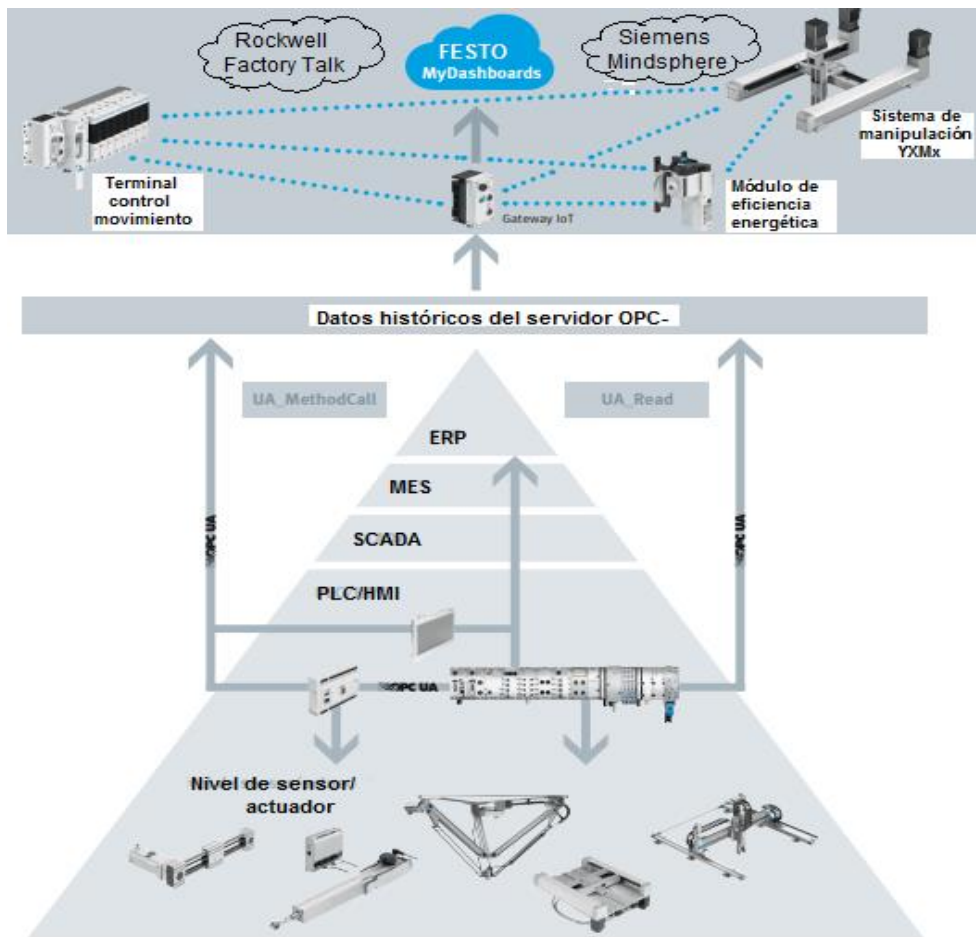 Rockwell
Factory Talk
FESTO
MyDashboards
Siemens
Mindsphere
Sistema de
manipulación
YXMx
Terminal
control
movimiento
Gateway IoT
Módulo de
eficiencia
energética
Datos históricos del servidor OPC-
UA_MethodCall
UA_Read
ERP
MES
SCADA
OPC UA
OPC UA
PLC/HMI
OPC UA
Nivel de sensor/
actuador